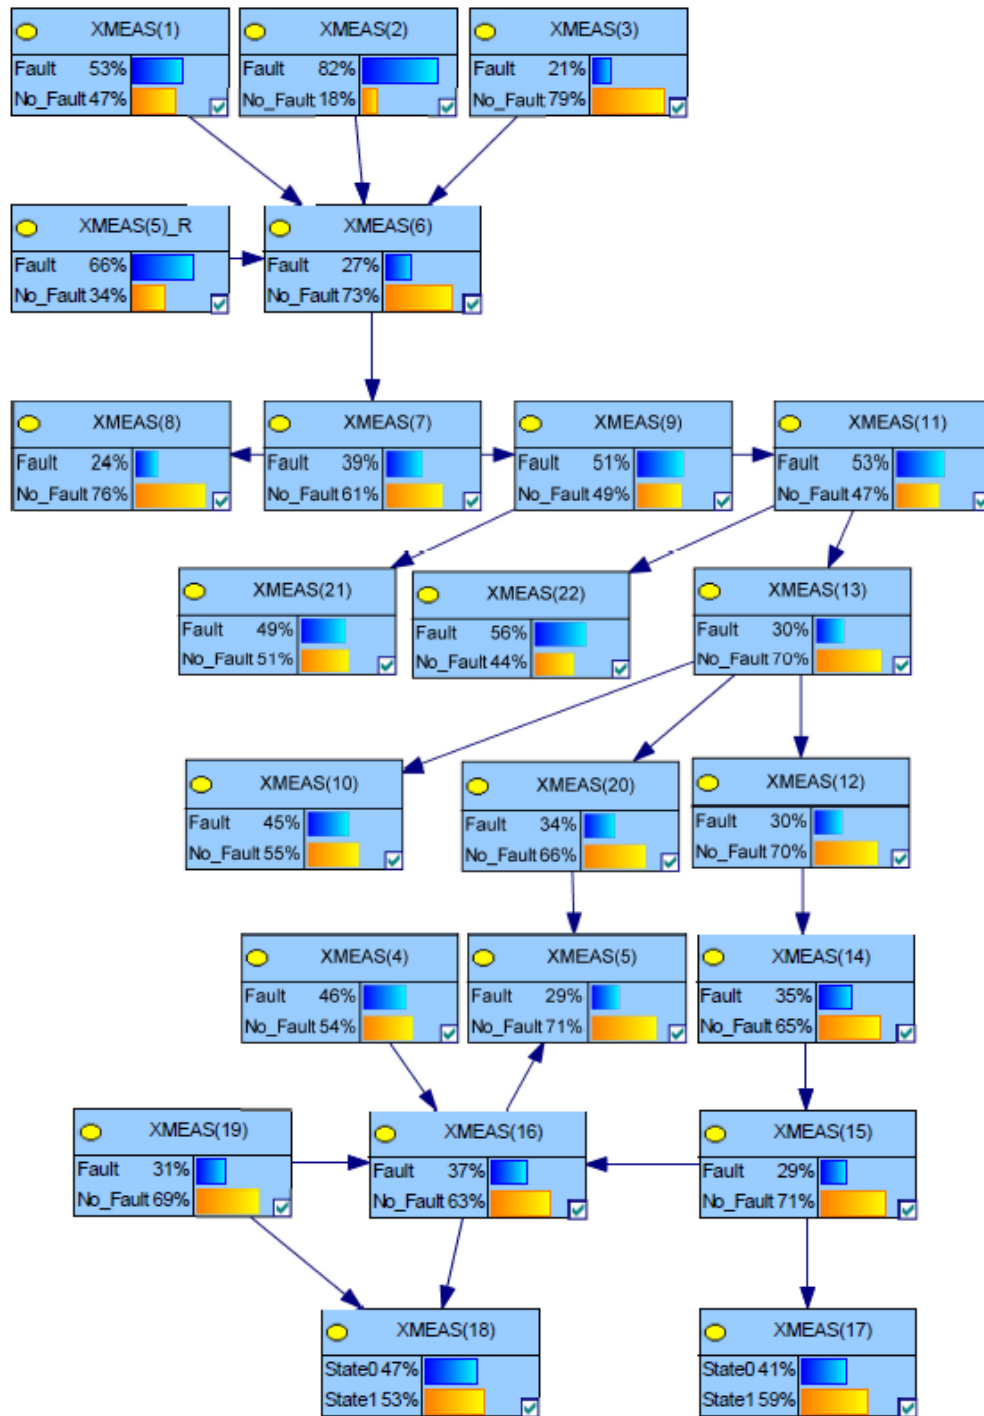 XMEAS(1)
Fault 53%
No_Fault 47%
XMEAS(2)
Fault 82%
No_Fault 18%
XMEAS(3)
Fault 21%
No_Fault 79%
XMEAS(5)_R
Fault 66%
No_Fault 34%
XMEAS(6)
Fault 27%
No_Fault 73%
XMEAS(8)
Fault 24%
No_Fault 76%
XMEAS(7)
Fault 39%
No_Fault 61%
XMEAS(9)
Fault 51%
No_Fault 49%
XMEAS(11)
Fault 53%
No_Fault 47%
XMEAS(21)
Fault 49%
No_Fault 51%
XMEAS(22)
Fault 56%
No_Fault 44%
XMEAS(13)
Fault 30%
No_Fault 70%
XMEAS(10)
Fault 45%
No_Fault 55%
XMEAS(20)
Fault 34%
No_Fault 66%
XMEAS(12)
Fault 30%
No_Fault 70%
XMEAS(4)
Fault 46%
No_Fault 54%
XMEAS(5)
Fault 29%
No_Fault 71%
XMEAS(14)
Fault 35%
No_Fault 65%
XMEAS(19)
Fault 31%
No_Fault 69%
XMEAS(16)
Fault 37%
No_Fault 63%
XMEAS(15)
Fault 29%
No_Fault 71%
XMEAS(18)
State0 47%
State1 53%
XMEAS(17)
State0 41%
State1 59%